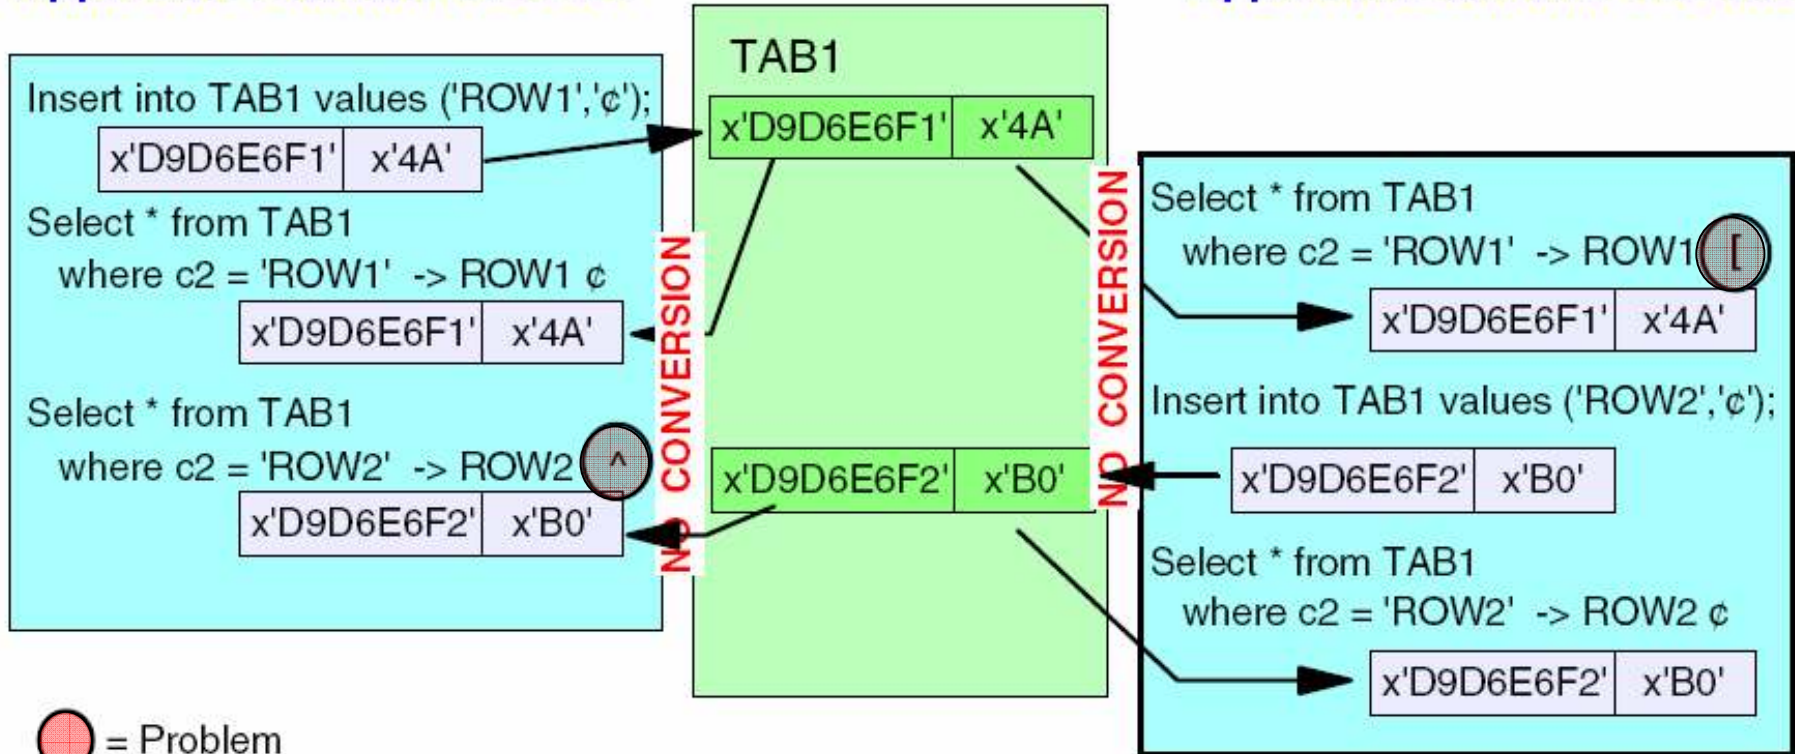 Insert into TAB1 values ('ROW1','¢');
x'D9D6E6F1' x'4A'
Select * from TAB1
where c2 = 'ROW1' -> ROW1 ¢
x'D9D6E6F1' x'4A'
Select * from TAB1
where c2 = 'ROW2' -> ROW2 ^
x'D9D6E6F2' x'B0'
NO CONVERSION
TAB1
x'D9D6E6F1' x'4A'
x'D9D6E6F2' x'B0'
NO CONVERSION
Select * from TAB1
where c2 = 'ROW1' -> ROW1 [
x'D9D6E6F1' x'4A'
Insert into TAB1 values ('ROW2','¢');
x'D9D6E6F2' x'B0'
Select * from TAB1
where c2 = 'ROW2' -> ROW2 ¢
x'D9D6E6F2' x'B0'
= Problem